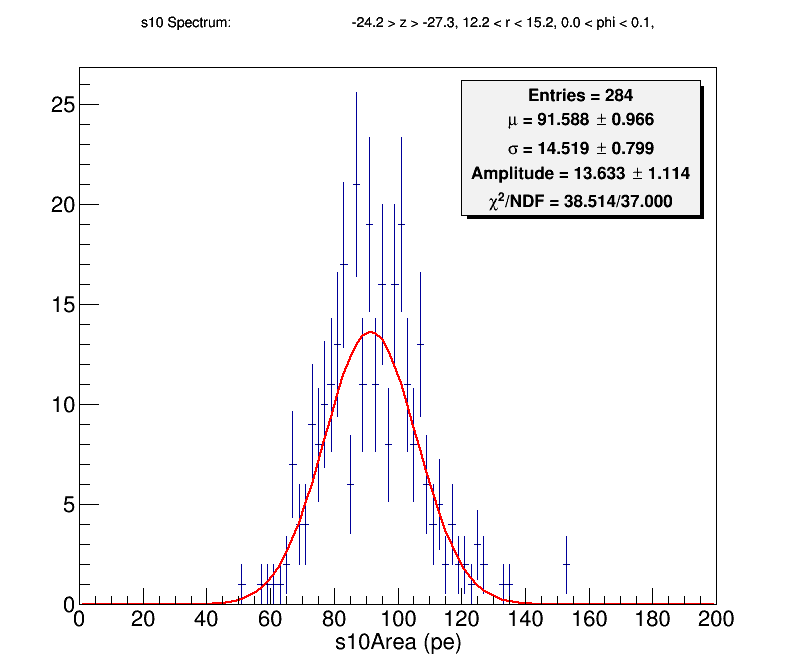 s10 Spectrum: -24.2 > z > -27.3, 12.2 < r < 15.2, 0.0 < phi < 0.1,
Entries = 284
μ = 91.588 ± 0.966
σ = 14.519 ± 0.799
Amplitude = 13.633 ± 1.114
χ²/NDF = 38.514/37.000
25
20
15
10
5
0
0 20 40 60 80 100 120 140 160 180 200
s10Area (pe)